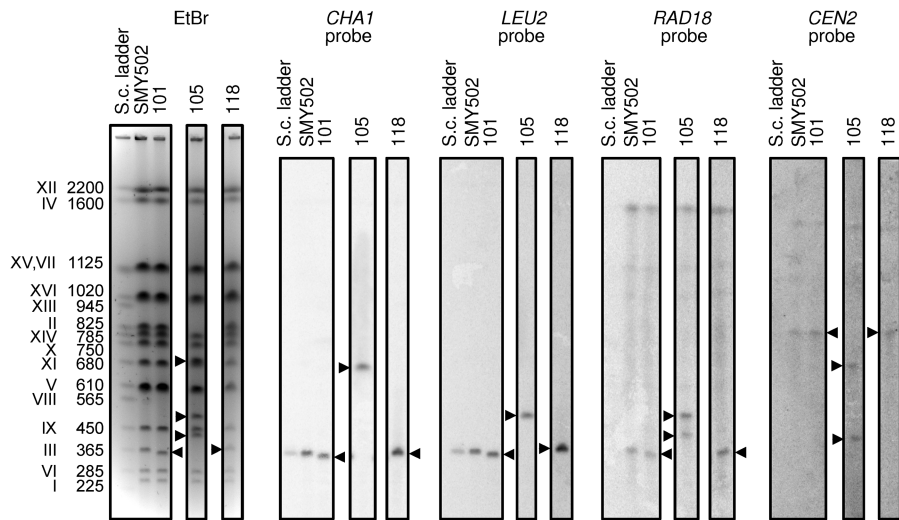 EtBr
CHA1
probe
LEU2
probe
RAD18
probe
CEN2
probe
S.c. ladder
SMY502
101
105
118
S.c. ladder
SMY502
101
105
118
S.c. ladder
SMY502
101
105
118
S.c. ladder
SMY502
101
105
118
S.c. ladder
SMY502
101
105
118
XII 2200
IV 1600
XV,VII 1125
XVI 1020
XIII 945
II 825
XIV 785
X 750
XI 680
V 610
VIII 565
IX 450
III 365
VI 285
I 225